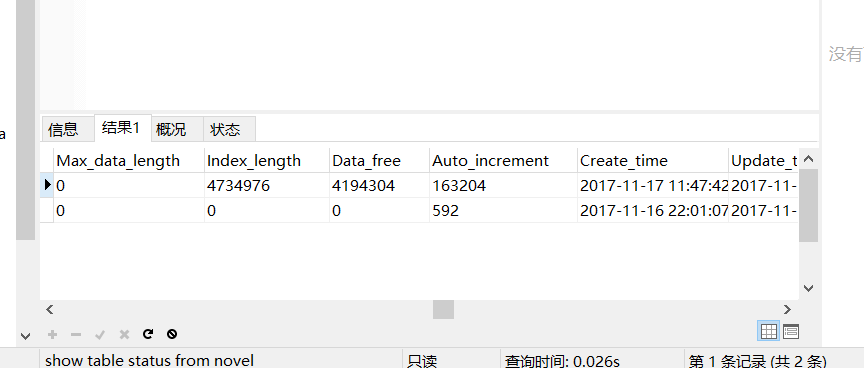 没有
a
信息 结果1 概况 状态
Max_data_length Index_length Data_free Auto_increment Create_time Update_t
0 4734976 4194304 163204 2017-11-17 11:47:42 2017-11-
0 0 0 592 2017-11-16 22:01:07 2017-11-
show table status from novel 只读 查询时间: 0.026s 第 1 条记录 (共 2 条)